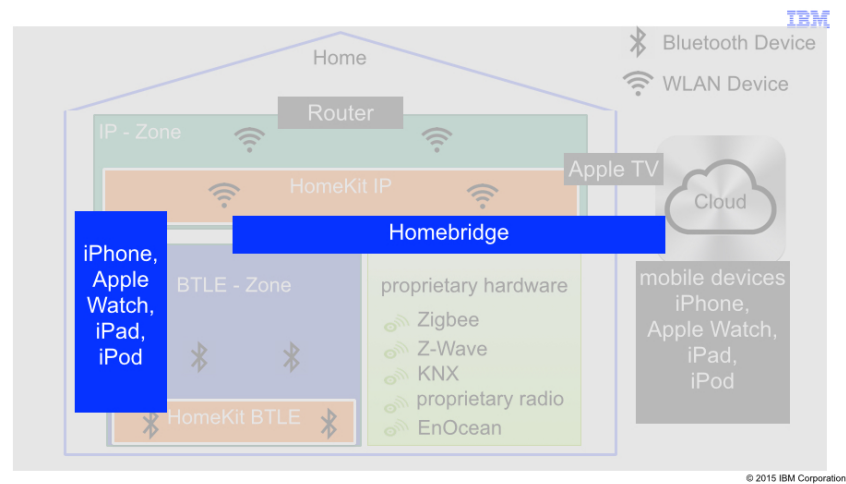 IBM
Home
Bluetooth Device
WLAN Device
Router
IP - Zone
Apple TV
HomeKit IP
Cloud
Homebridge
iPhone,
Apple
Watch,
iPad,
iPod
BTLE - Zone
proprietary hardware
Zigbee
Z-Wave
KNX
proprietary radio
EnOcean
HomeKit BTLE
mobile devices
iPhone,
Apple Watch,
iPad,
iPod
© 2015 IBM Corporation